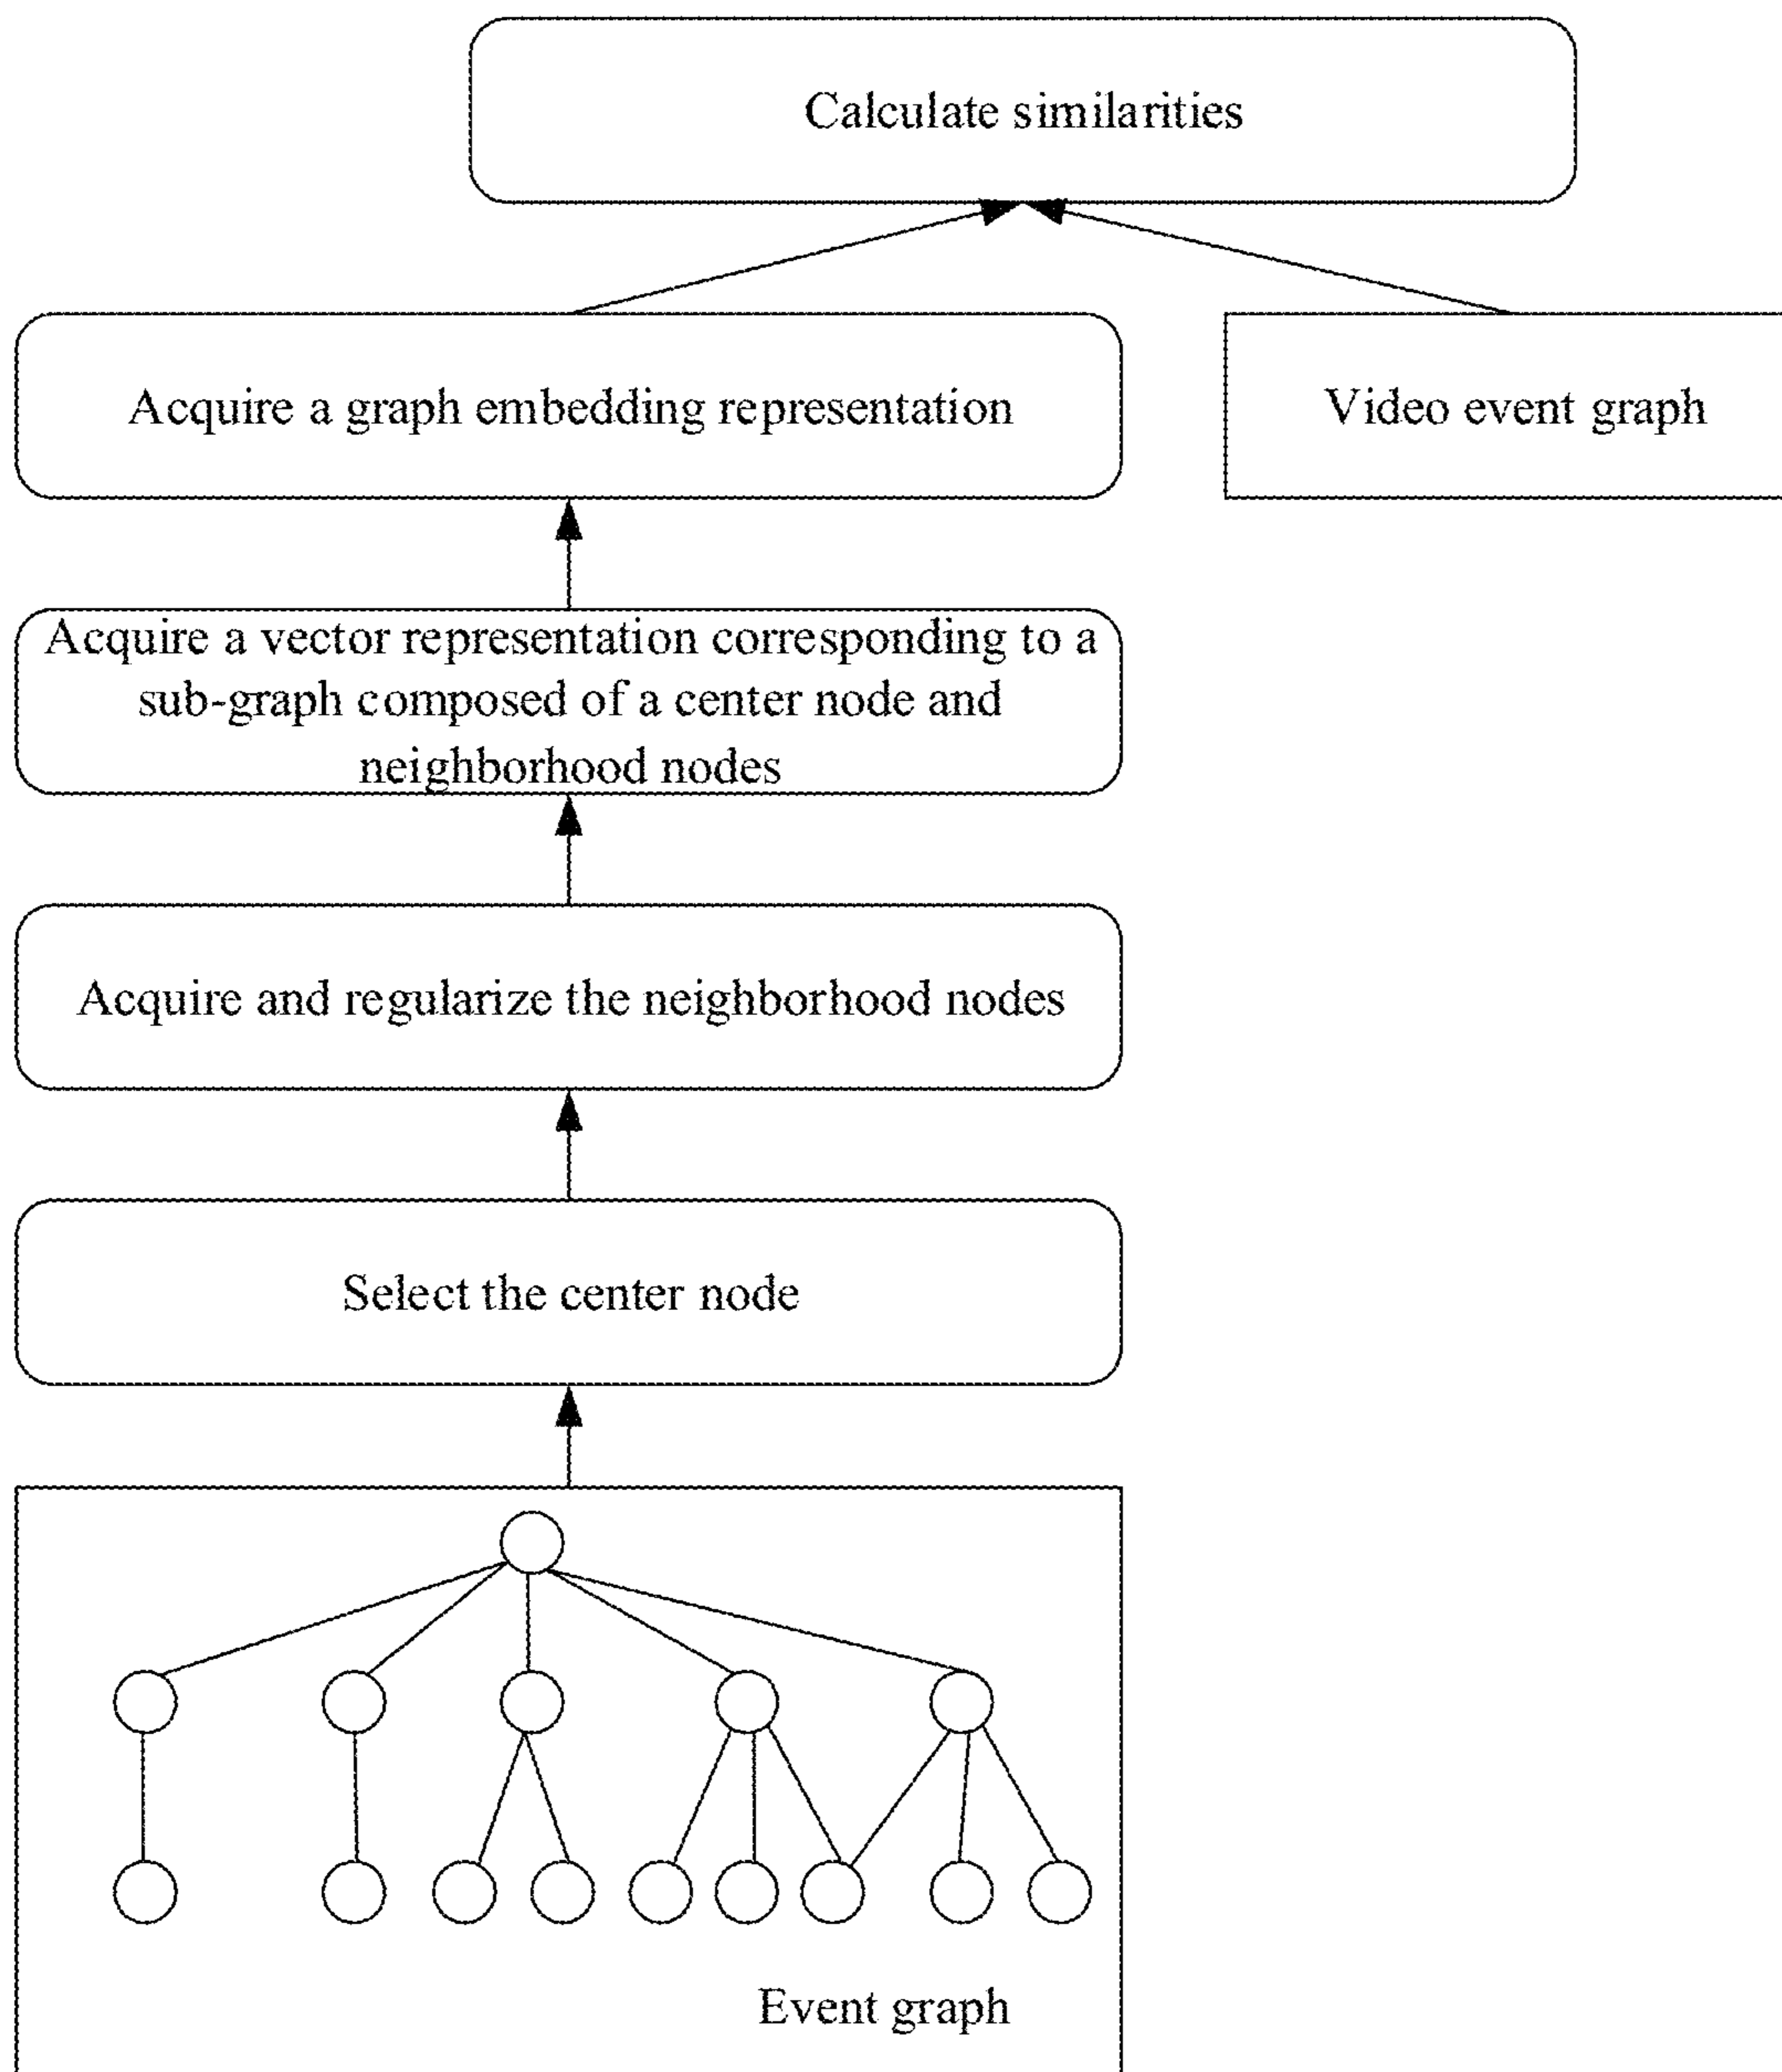 Calculate similarities
Acquire a graph embedding representation
Video event graph
Acquire a vector representation corresponding to a
sub-graph composed of a center node and
neighborhood nodes
Acquire and regularize the neighborhood nodes
Select the center node
Event graph